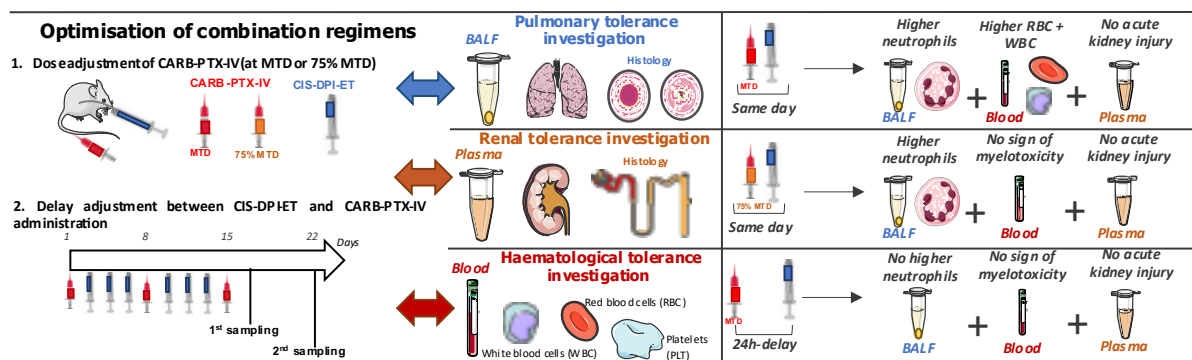 Optimisation of combination regimens
1. Dose adjustment of CARB-PTX-IV (at MTD or 75% MTD)
CARB-PTX-IV
CIS-DPI-ET
MTD
75% MTD
2. Delay adjustment between CIS-DPI-ET and CARB-PTX-IV
administration
1
8
15
22
Days
1st sampling
2nd sampling
Pulmonary tolerance
investigation
BALF
Histology
Renal tolerance investigation
Plasma
Histology
Haematological tolerance
investigation
Blood
Red blood cells (RBC)
White blood cells (WBC)
Platelets
(PLT)
MTD
Same day
Higher
neutrophils
BALF
Higher RBC +
WBC
Blood
No acute
kidney injury
Plasma
75% MTD
Same day
Higher
neutrophils
BALF
No sign of
myelotoxicity
Blood
No acute
kidney injury
Plasma
MTD
24h-delay
No higher
neutrophils
BALF
No sign of
myelotoxicity
Blood
No acute
kidney injury
Plasma